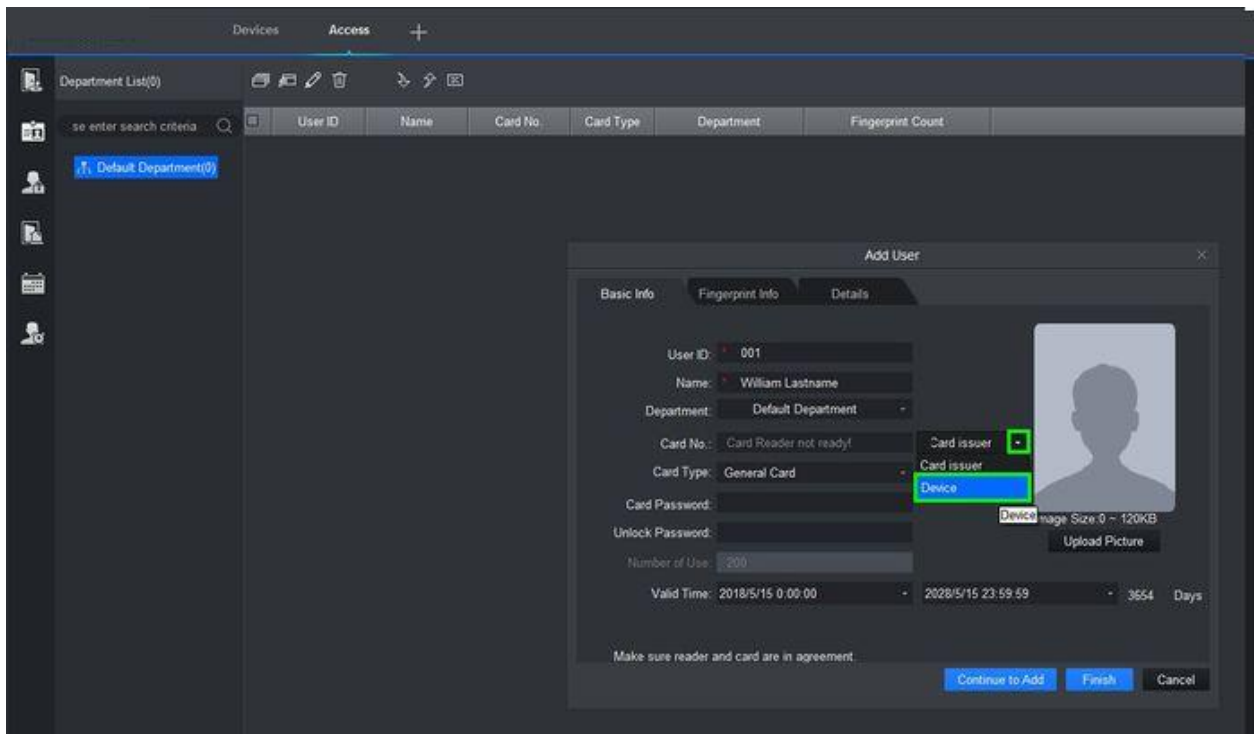 Devices Access +
Department List(0)
se enter search criteria
User ID Name Card No. Card Type Department Fingerprint Count
Default Department(0)
Add User
Basic Info Fingerprint Info Details
User ID: * 001
Name: * William Lastname
Department: Default Department
Card No.: Card Reader not ready! Card issuer
Card issuer
Card Type: General Card
Device
Card Password:
Device
mage Size:0 ~ 120KB
Unlock Password:
Upload Picture
Number of Use: 200
Valid Time: 2018/5/15 0:00:00 2028/5/15 23:59:59 3654 Days
Make sure reader and card are in agreement.
Continue to Add Finish Cancel